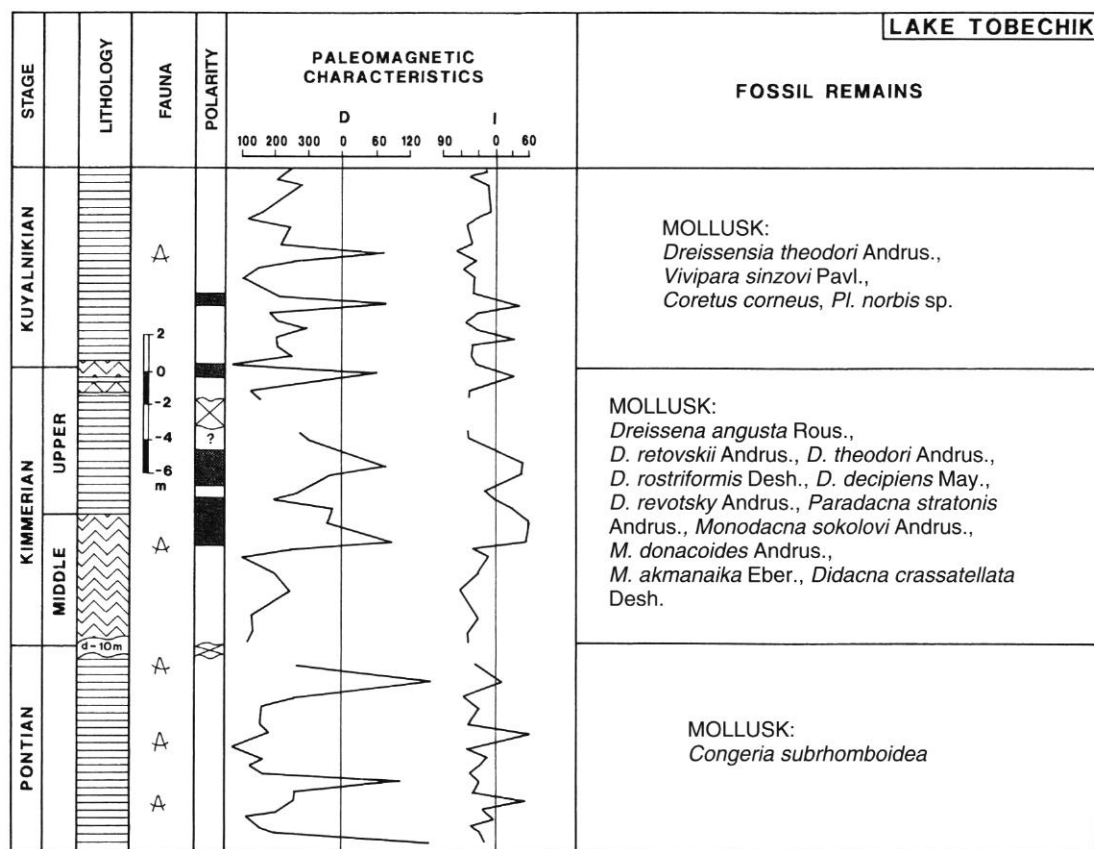 LAKE TOBECHIK
STAGE
LITHOLOGY
FAUNA
POLARITY
PALEOMAGNETIC
CHARACTERISTICS
D
I
100 200 300 0 60 120 90 0 60
FOSSIL REMAINS
KUYALNIKIAN
KIMMERIAN
UPPER
MIDDLE
PONTIAN
2
0
-2
-4
-6
m
?
d-10m
MOLLUSK:
Dreissensia theodori Andrus.,
Vivipara sinzovi Pavl.,
Coretus corneus, Pl. norbis sp.
MOLLUSK:
Dreissena angusta Rous.,
D. retovskii Andrus., D. theodori Andrus.,
D. rostriformis Desh., D. decipiens May.,
D. revotsky Andrus., Paradacna stratonis
Andrus., Monodacna sokolovi Andrus.,
M. donacoides Andrus.,
M. akmanaika Eber., Didacna crassatellata
Desh.
MOLLUSK:
Congeria subrhomboidea